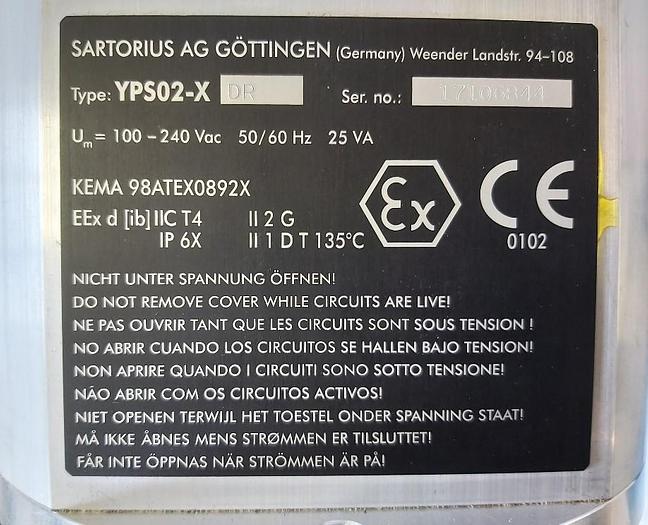 SARTORIUS AG GÖTTINGEN (Germany) Weender Landstr. 94–108
Type: YPS02-X DR Ser. no.: 17106844
Um = 100 – 240 Vac 50/60 Hz 25 VA
KEMA 98ATEX0892X
EEx d [ib] IIC T4 II 2 G
IP 6X II 1 D T 135°C
εx CE
0102
NICHT UNTER SPANNUNG ÖFFNEN!
DO NOT REMOVE COVER WHILE CIRCUITS ARE LIVE!
NE PAS OUVRIR TANT QUE LES CIRCUITS SONT SOUS TENSION !
NO ABRIR CUANDO LOS CIRCUITOS SE HALLEN BAJO TENSION!
NON APRIRE QUANDO I CIRCUITI SONO SOTTO TENSIONE!
NÃO ABRIR COM OS CIRCUITOS ACTIVOS!
NIET OPENEN TERWIJL HET TOESTEL ONDER SPANNING STAAT!
MÅ IKKE ÅBNES MENS STRØMMEN ER TILSLUTTET!
FÅR INTE ÖPPNAS NÄR STRÖMMEN ÄR PÅ!